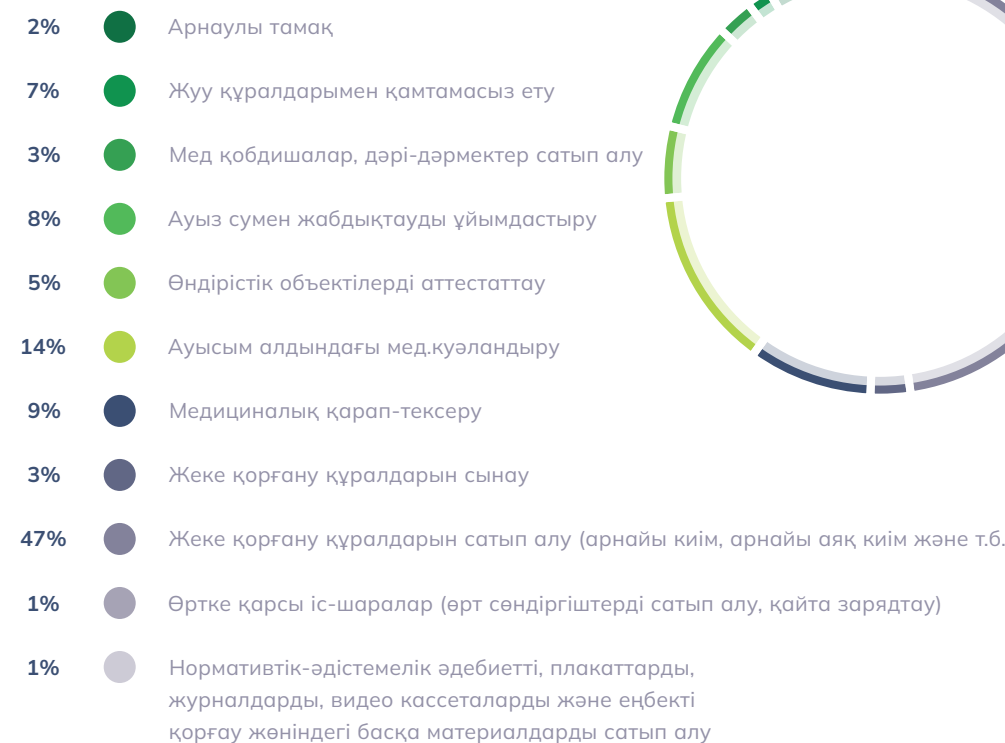 2% Арнаулы тамақ
7% Жуу құралдарымен қамтамасыз ету
3% Мед қобдишалар, дәрі-дәрмектер сатып алу
8% Ауыз сумен жабдықтауды ұйымдастыру
5% Өндірістік объектілерді аттестаттау
14% Ауысым алдындағы мед.куәландыру
9% Медициналық қарап-тексеру
3% Жеке қорғану құралдарын сынау
47% Жеке қорғану құралдарын сатып алу (арнайы киім, арнайы аяқ киім және т.б.
1% Өртке қарсы іс-шаралар (өрт сөндіргіштерді сатып алу, қайта зарядтау)
1% Нормативтік-әдістемелік әдебиетті, плакаттарды,
журналдарды, видео кассеталарды және еңбекті
қорғау жөніндегі басқа материалдарды сатып алу